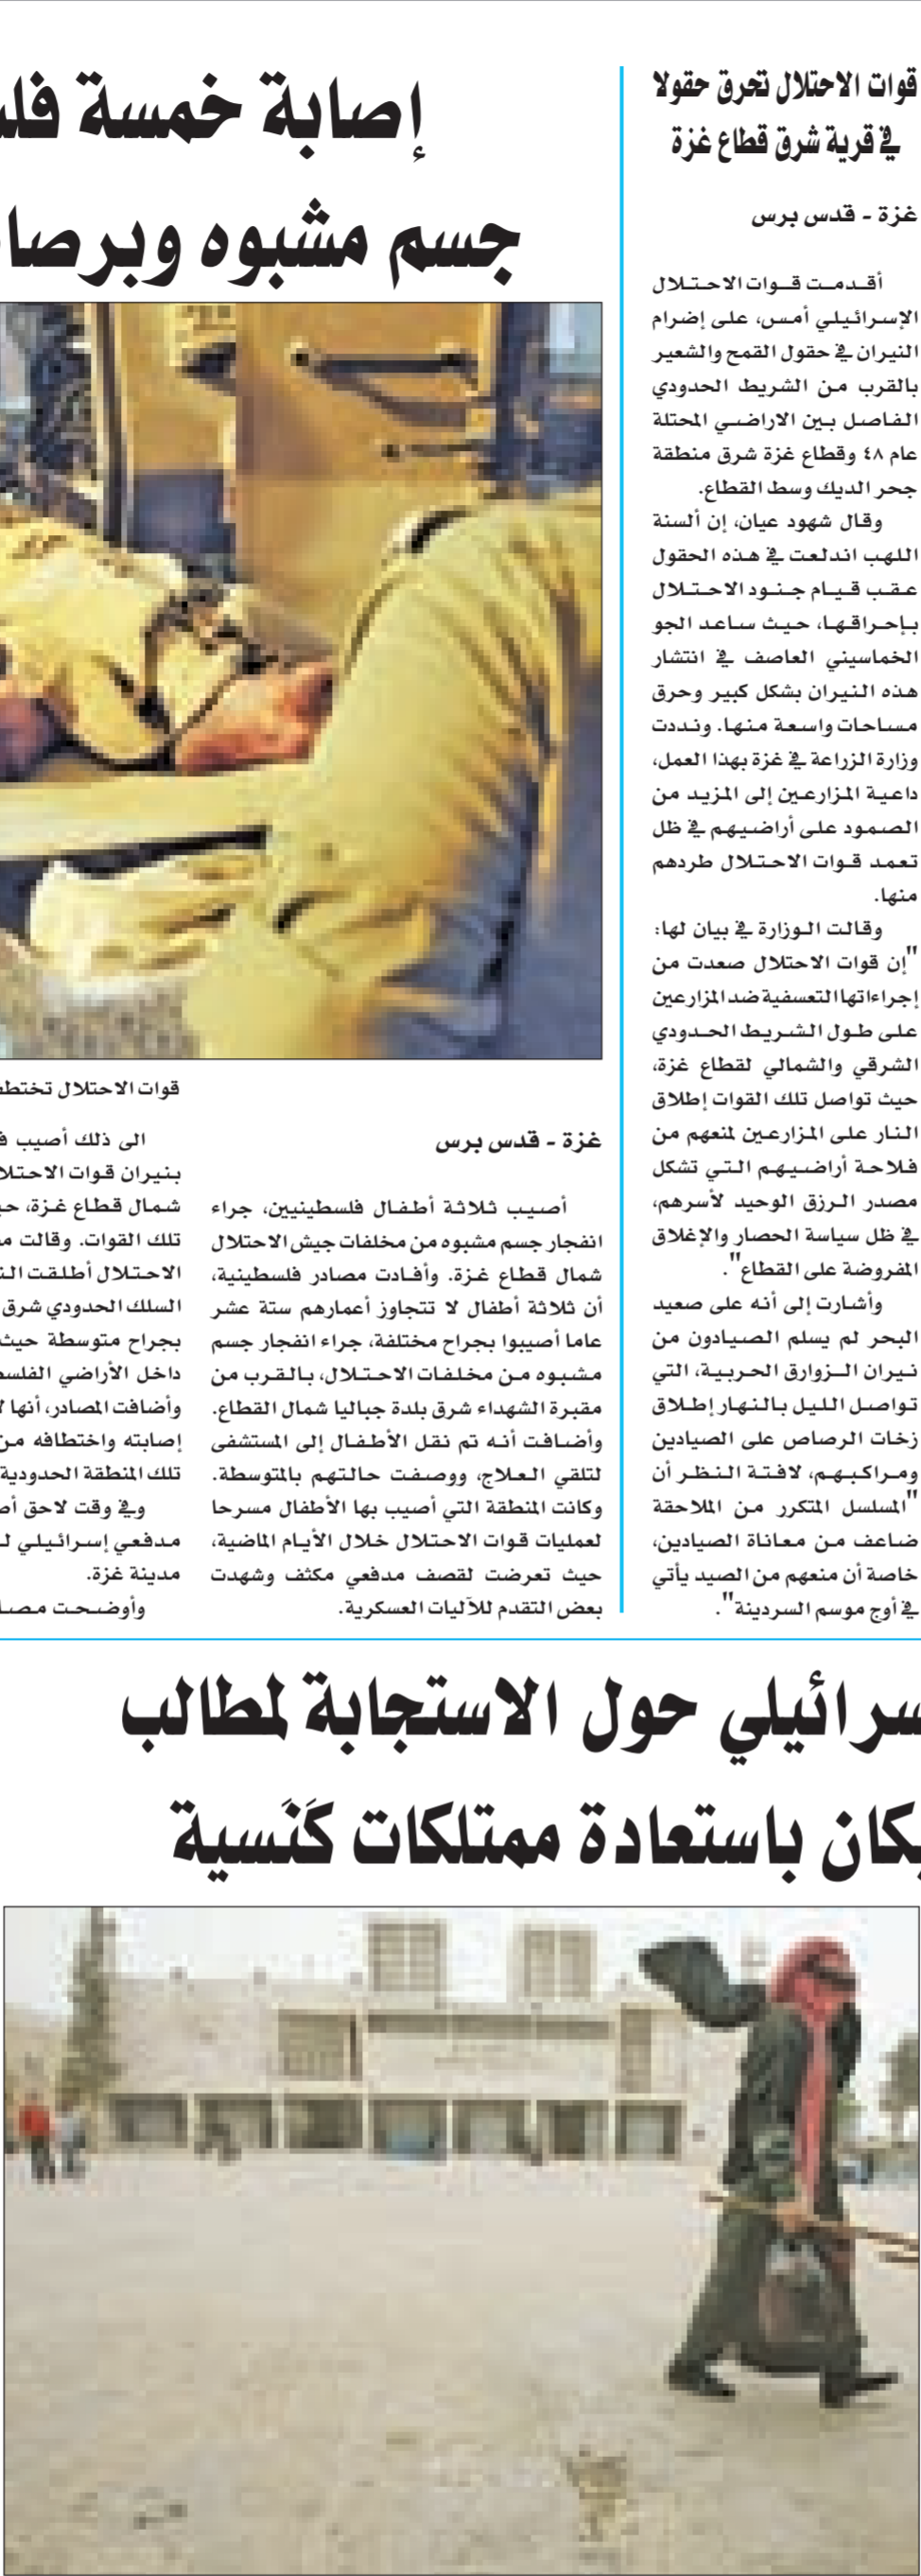 قوات الاحتلال تحرق حقولا
في قرية شرق قطاع غزة
غزة - قدس برس
أقـدمـت قـوات الاحـتـلال
الإسرائيلي أمس، على إضرام
النيران في حقول القمح والشعير
بالقرب من الشريط الحدودي
الفاصل بين الاراضي المحتلة
عام ٤٨ وقطاع غزة شرق منطقة
جحر الديك وسط القطاع.
وقال شهود عيان، إن ألسنة
اللهب اندلعت في هذه الحقول
عقب قيام جنود الاحتلال
بإحراقها، حيث ساعد الجو
الخماسيني العاصف في انتشار
هذه النيران بشكل كبير وحرق
مساحات واسعة منها. ونددت
وزارة الزراعة في غزة بهذا العمل،
داعية المزارعين إلى المزيد من
الصمود على أراضيهم في ظل
تعمد قوات الاحتلال طردهم
منها.
وقالت الوزارة في بيان لها:
"إن قوات الاحتلال صعدت من
إجراءاتها التعسفية ضد المزارعين
على طول الشريط الحدودي
الشرقي والشمالي لقطاع غزة،
حيث تواصل تلك القوات إطلاق
النار على المزارعين لمنعهم من
فلاحة أراضيهم التي تشكل
مصدر الرزق الوحيد لأسرهم،
في ظل سياسة الحصار والإغلاق
المفروضة على القطاع".
وأشارت إلى أنه على صعيد
البحر لم يسلم الصيادون من
نيران الزوارق الحربية، التي
تواصل الليل بالنهار إطلاق
زخات الرصاص على الصيادين
ومراكبهم، لافتة النظر أن
"المسلسل المتكرر من الملاحقة
ضاعف من معاناة الصيادين،
خاصة أن منعهم من الصيد يأتي
في أوج موسم السردينة".
إصابة خمسة
جسم مشبوه
غزة - قدس برس
أصيب ثلاثة أطفال فلسطينيين، جراء
انفجار جسم مشبوه من مخلفات جيش الاحتلال
شمال قطاع غزة. وأفادت مصادر فلسطينية،
أن ثلاثة أطفال لا تتجاوز أعمارهم ستة عشر
عاما أصيبوا بجراح مختلفة، جراء انفجار جسم
مشبوه من مخلفات الاحتلال، بالقرب من
مقبرة الشهداء شرق بلدة جباليا شمال القطاع.
وأضافت أنه تم نقل الأطفال إلى المستشفى
لتلقي العلاج، ووصفت حالتهم بالمتوسطة.
وكانت المنطقة التي أصيب بها الأطفال مسرحا
لعمليات قوات الاحتلال خلال الأيام الماضية،
حيث تعرضت لقصف مدفعي مكثف وشهدت
بعض التقدم للآليات العسكرية.
قوات الاحتلال
الى ذلك أصيب
بنيران قوات
شمال قطاع غزة،
تلك القوات. وقالت
الاحتلال أطلقت
السلك الحدودي شرق
بجراح متوسطة حيث
داخل الأراضي
وأضافت المصادر، أنها
إصابته واختطافه من
تلك المنطقة الحدودية
وفي وقت لاحق
مدفعي إسرائيلي
مدينة غزة.
وأوضحت
حول الاستجابة لمطالب
باستعادة ممتلكات كَنَسية